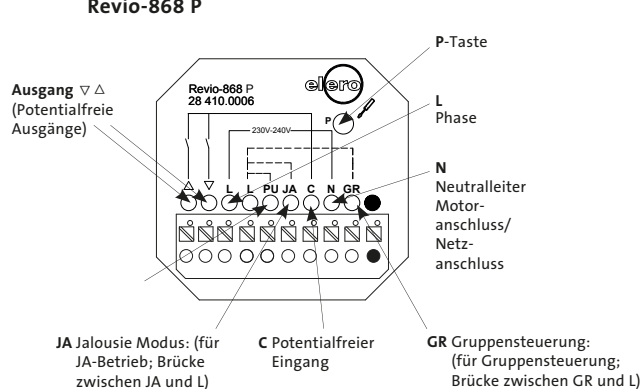 Revio-868 P
P-Taste
elero
Ausgang ▽ △
(Potentialfreie
Ausgänge)
Revio-868 P
28 410.0006
P
L
Phase
230V-240V
△ ▽ L L PU JA C N GR
N
Neutralleiter
Motor-
anschluss/
Netz-
anschluss
JA Jalousie Modus: (für
JA-Betrieb; Brücke
zwischen JA und L)
C Potentialfreier
Eingang
GR Gruppensteuerung:
(für Gruppensteuerung;
Brücke zwischen GR und L)